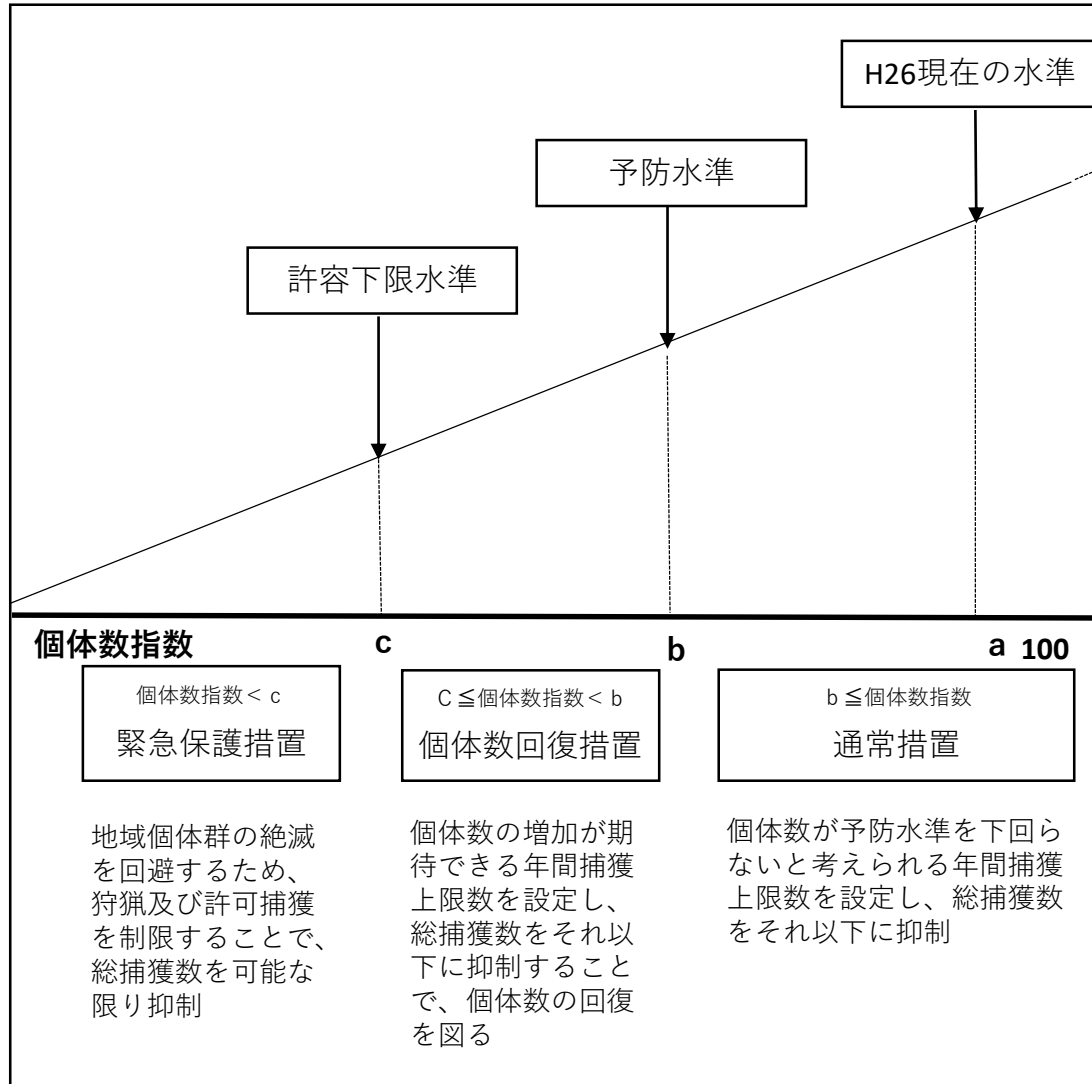 H26現在の水準
予防水準
許容下限水準
個体数指数 c b a 100
個体数指数< c
緊急保護措置
C ≦個体数指数< b
個体数回復措置
b ≦個体数指数
通常措置
地域個体群の絶滅
を回避するため、
狩猟及び許可捕獲
を制限することで、
総捕獲数を可能な
限り抑制
個体数の増加が期
待できる年間捕獲
上限数を設定し、
総捕獲数をそれ以
下に抑制すること
で、個体数の回復
を図る
個体数が予防水準を下回ら
ないと考えられる年間捕獲
上限数を設定し、総捕獲数
をそれ以下に抑制